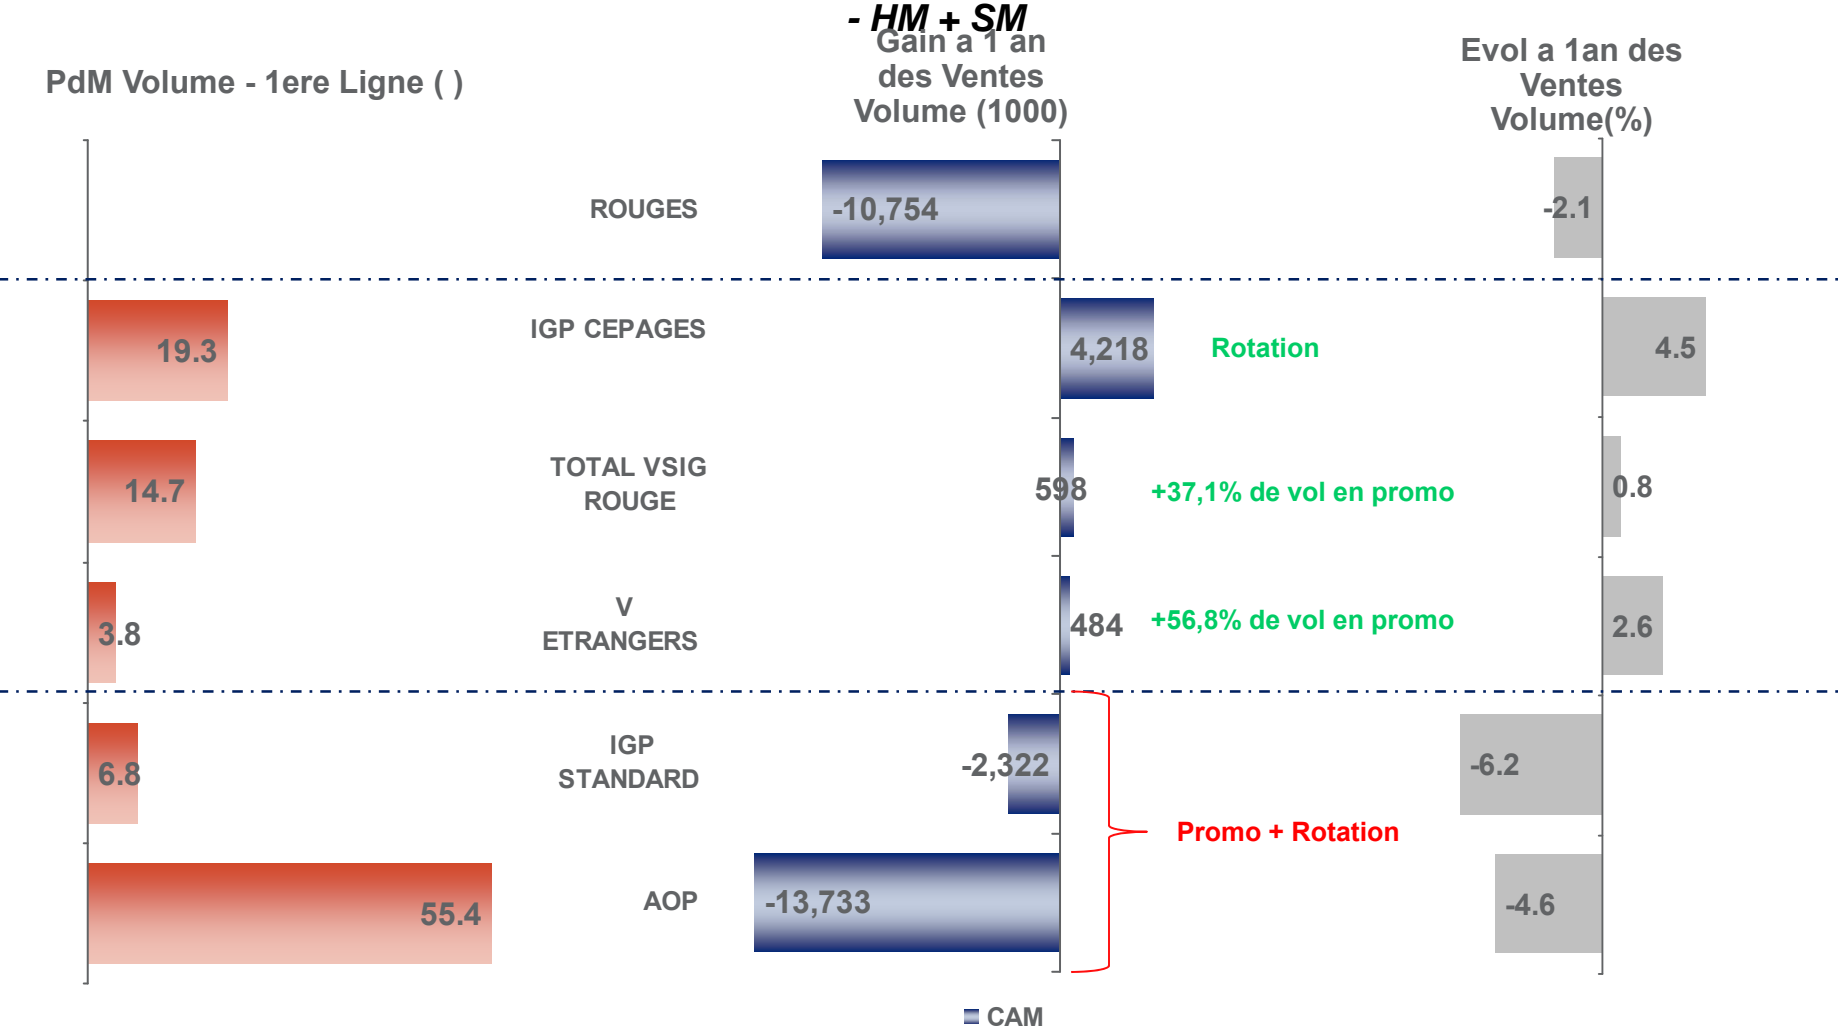 - HM + SM
PdM Volume - 1ere Ligne ( )
Gain a 1 an
des Ventes
Volume (1000)
Evol a 1an des
Ventes
Volume(%)
ROUGES
-10,754
-2.1
19.3
IGP CEPAGES
4,218
Rotation
4.5
14.7
TOTAL VSIG
ROUGE
598
+37,1% de vol en promo
0.8
3.8
V
ETRANGERS
484
+56,8% de vol en promo
2.6
6.8
IGP
STANDARD
-2,322
-6.2
Promo + Rotation
55.4
AOP
-13,733
-4.6
CAM